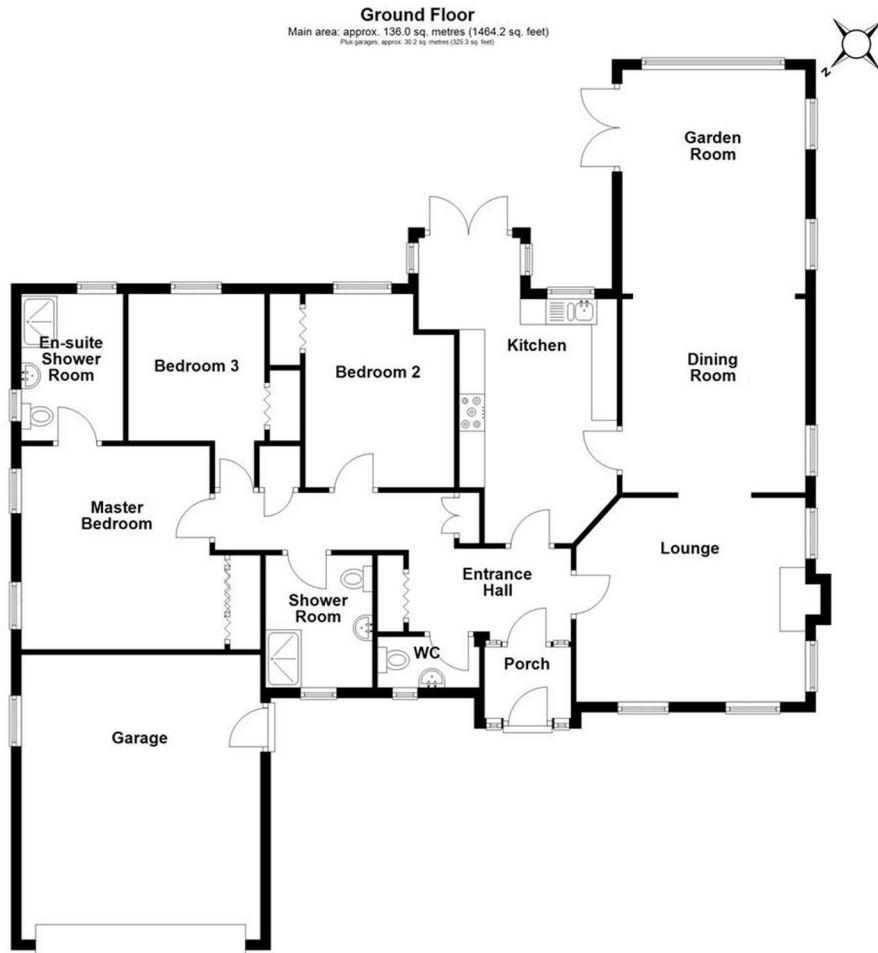 Ground Floor
Main area: approx. 136.0 sq. metres (1464.2 sq. feet)
Plus garages, approx. 30.2 sq. metres (325.3 sq. feet)
N
Garden
Room
En-suite
Shower
Room
Bedroom 3
Bedroom 2
Kitchen
Dining
Room
Master
Bedroom
Lounge
Entrance
Hall
Shower
Room
WC
Porch
Garage